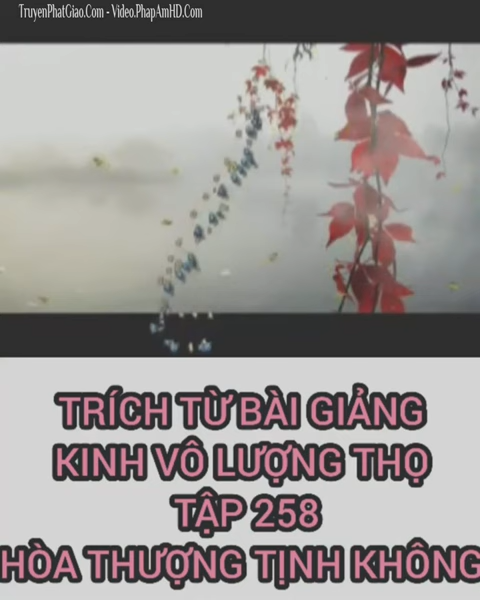 TruyenPhatGiao.Com - Video.PhapAmHD.Com
TRÍCH TỪ BÀI GIẢNG
KINH VÔ LƯỢNG THỌ
TẬP 258
HÒA THƯỢNG TỊNH KHÔNG